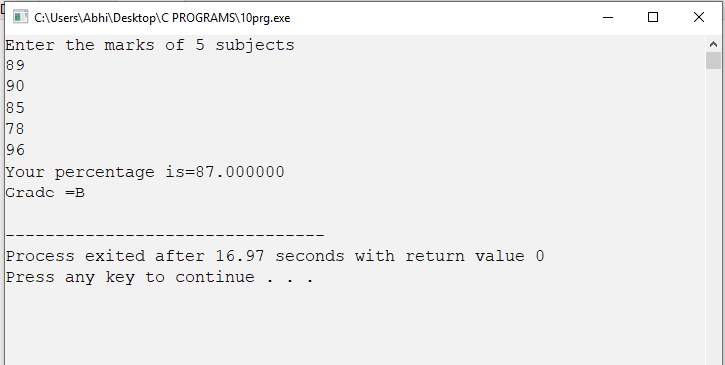 C:\Users\Abhi\Desktop\C PROGRAMS\10prg.exe
Enter the marks of 5 subjects
89
90
85
78
96
Your percentage is=87.000000
Grade =B
--------------------------------
Process exited after 16.97 seconds with return value 0
Press any key to continue . . .